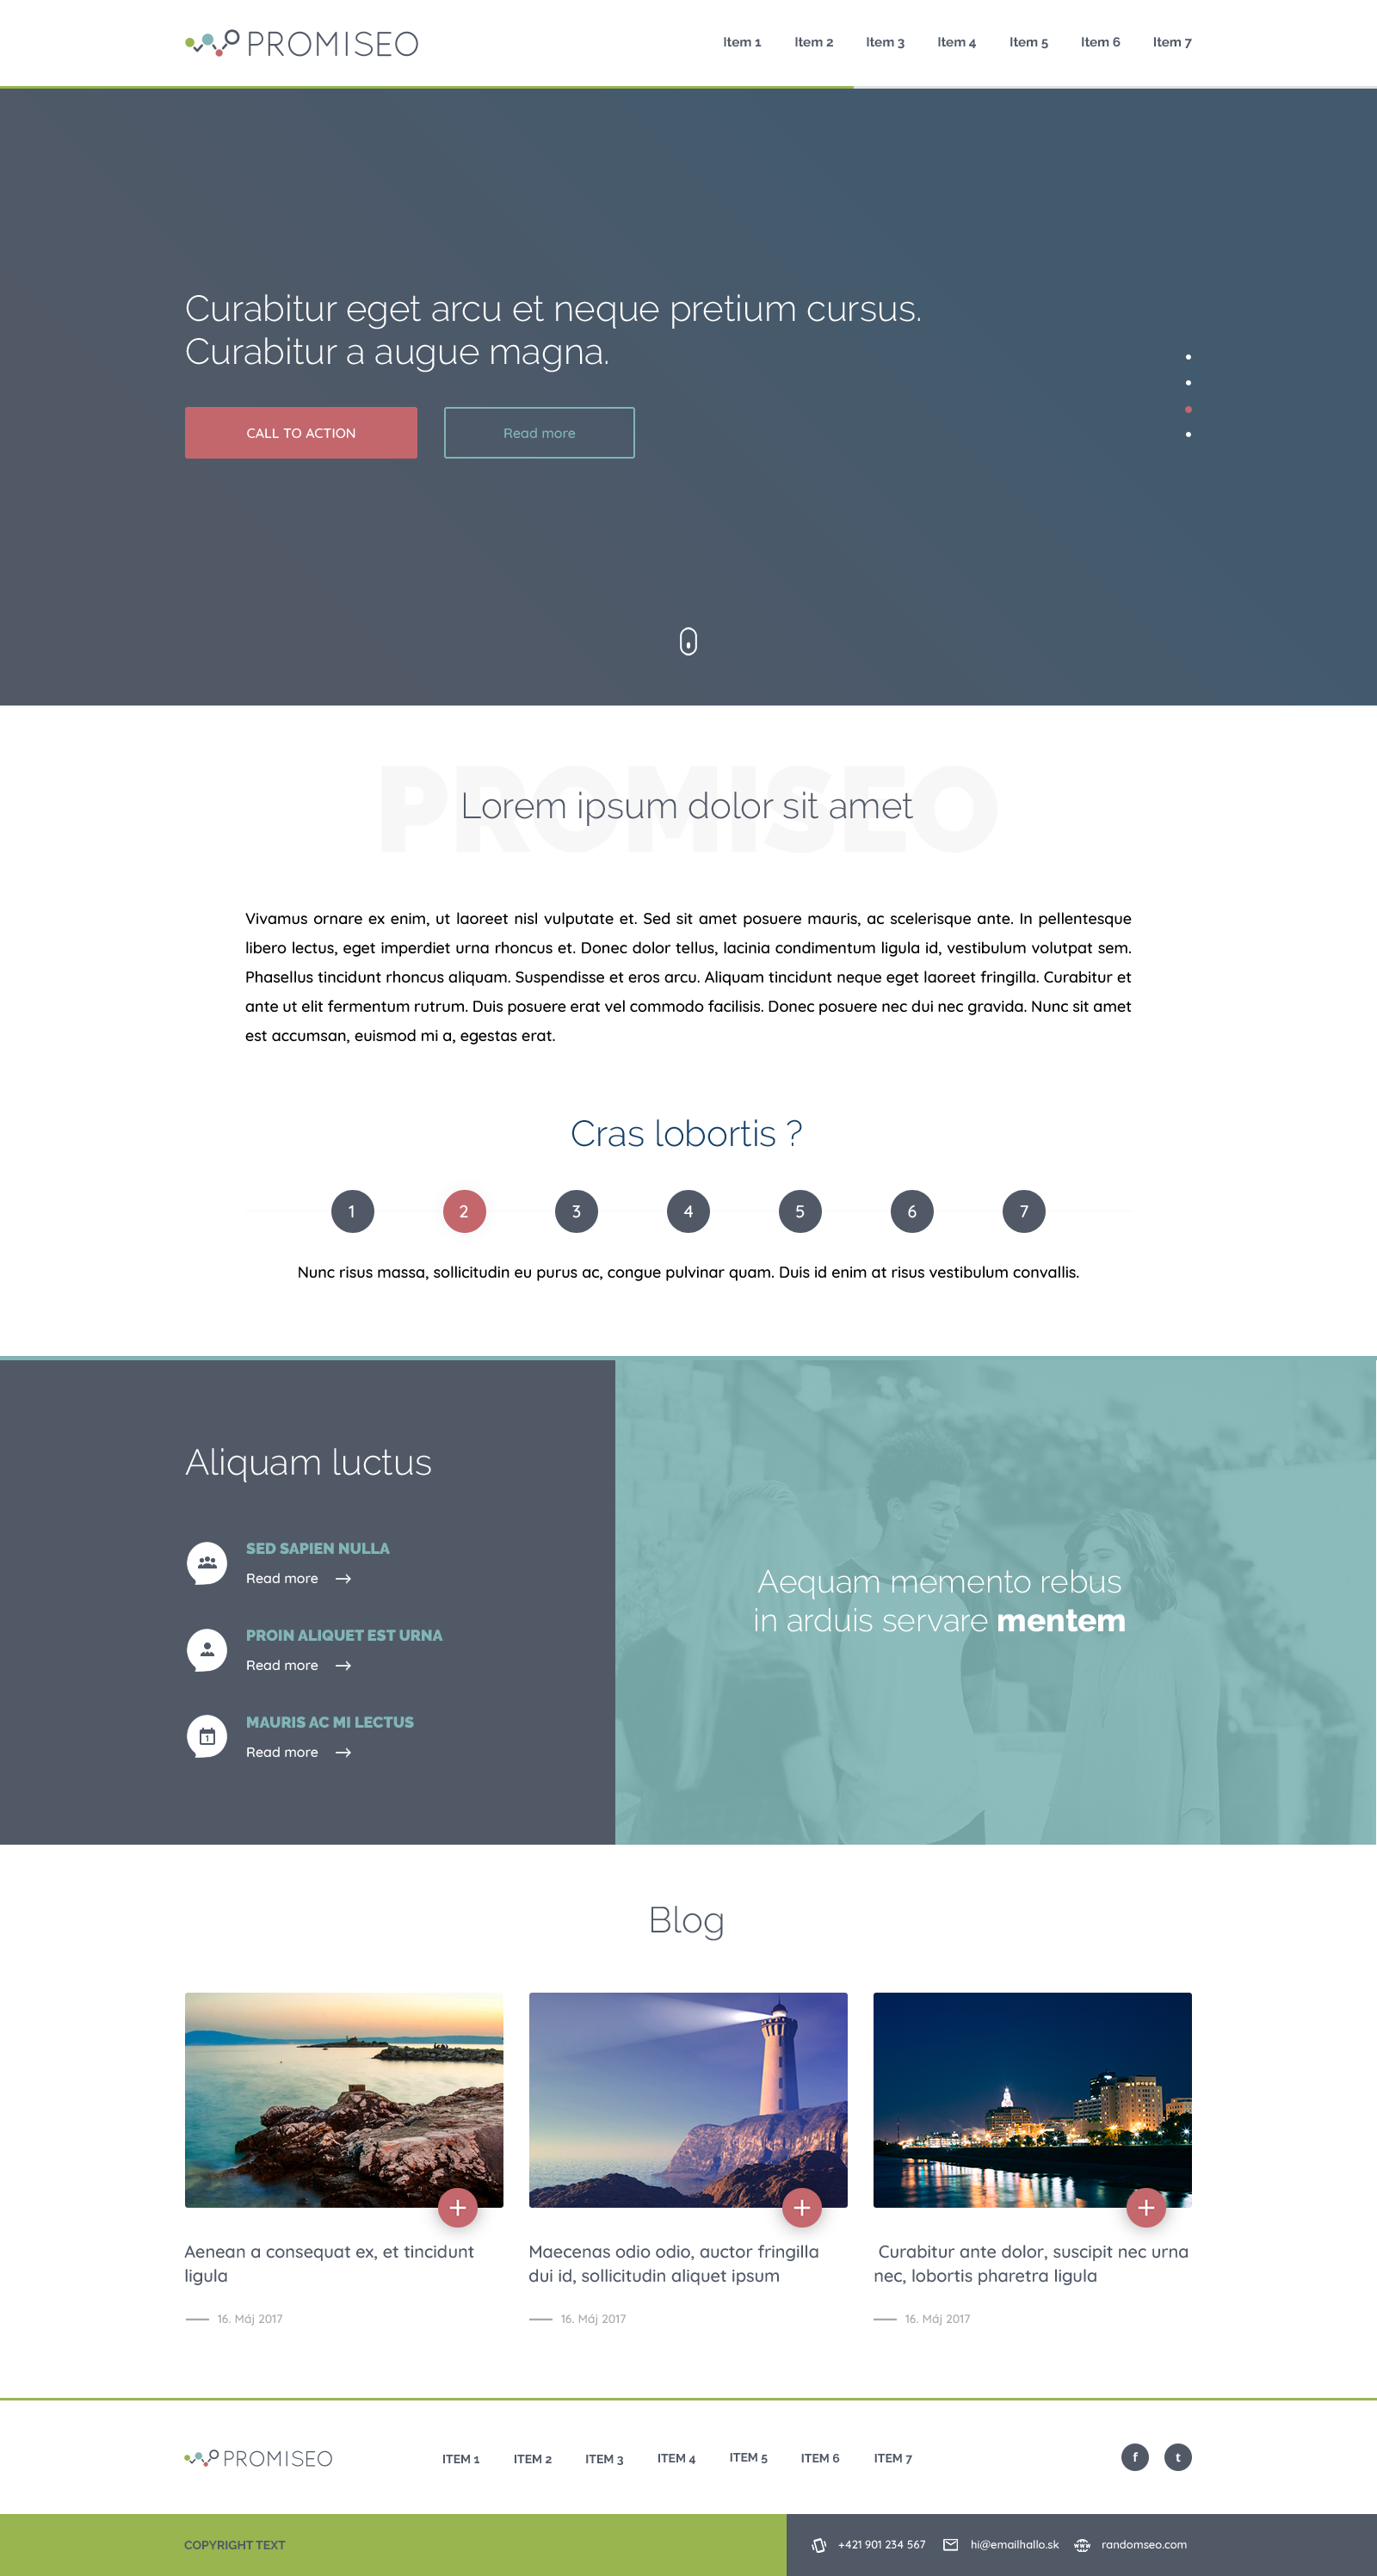 PROMISEO
Item 1 Item 2 Item 3 Item 4 Item 5 Item 6 Item 7
Curabitur eget arcu et neque pretium cursus.
Curabitur a augue magna.
CALL TO ACTION Read more
PROMISEO
Lorem ipsum dolor sit amet
Vivamus ornare ex enim, ut laoreet nisl vulputate et. Sed sit amet posuere mauris, ac scelerisque ante. In pellentesque
libero lectus, eget imperdiet urna rhoncus et. Donec dolor tellus, lacinia condimentum ligula id, vestibulum volutpat sem.
Phasellus tincidunt rhoncus aliquam. Suspendisse et eros arcu. Aliquam tincidunt neque eget laoreet fringilla. Curabitur et
ante ut elit fermentum rutrum. Duis posuere erat vel commodo facilisis. Donec posuere nec dui nec gravida. Nunc sit amet
est accumsan, euismod mi a, egestas erat.
Cras lobortis ?
1 2 3 4 5 6 7
Nunc risus massa, sollicitudin eu purus ac, congue pulvinar quam. Duis id enim at risus vestibulum convallis.
Aliquam luctus
SED SAPIEN NULLA
Read more
PROIN ALIQUET EST URNA
Read more
1
MAURIS AC MI LECTUS
Read more
Aequam memento rebus
in arduis servare mentem
Blog
Aenean a consequat ex, et tincidunt
ligula
16. Máj 2017
Maecenas odio odio, auctor fringilla
dui id, sollicitudin aliquet ipsum
16. Máj 2017
Curabitur ante dolor, suscipit nec urna
nec, lobortis pharetra ligula
16. Máj 2017
PROMISEO
ITEM 1 ITEM 2 ITEM 3 ITEM 4 ITEM 5 ITEM 6 ITEM 7
f t
COPYRIGHT TEXT
+421 901 234 567 hi@emailhallo.sk www randomseo.com